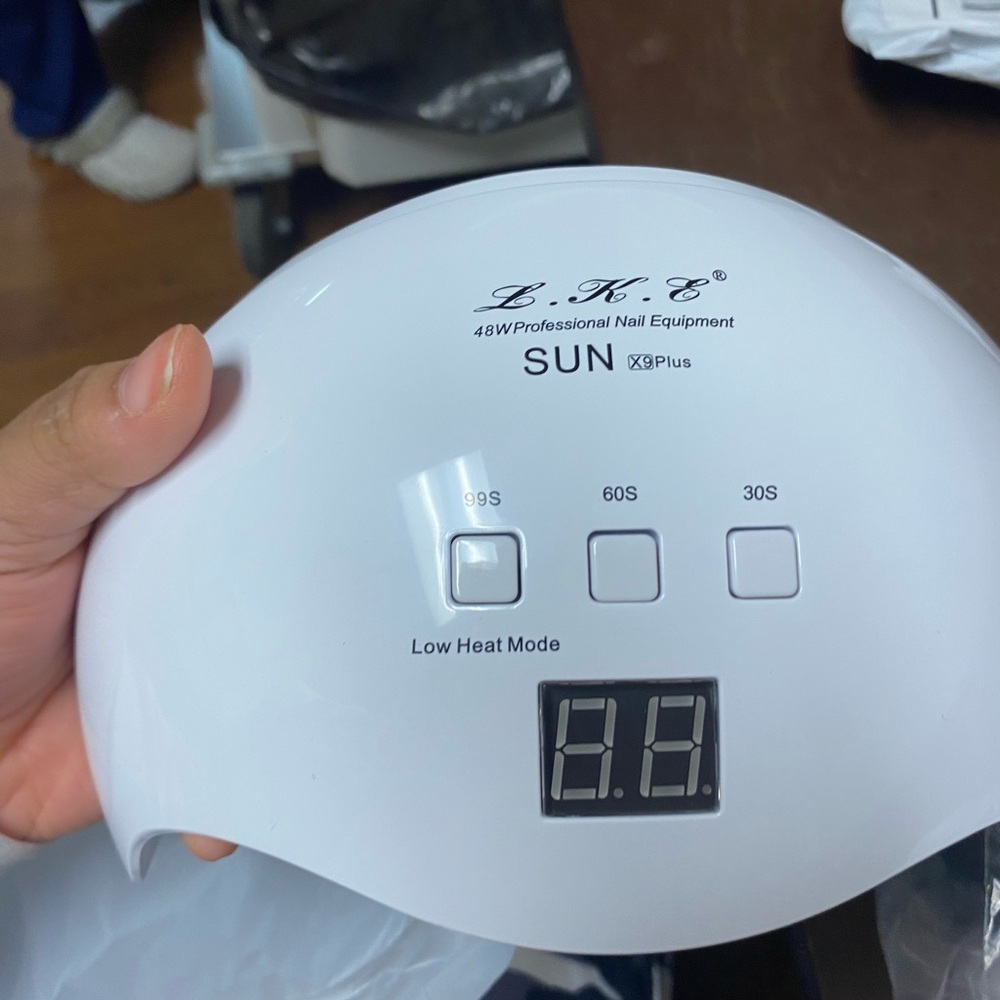 L.K.E®
48W Professional Nail Equipment
SUN X9Plus
99S 60S 30S
Low Heat Mode